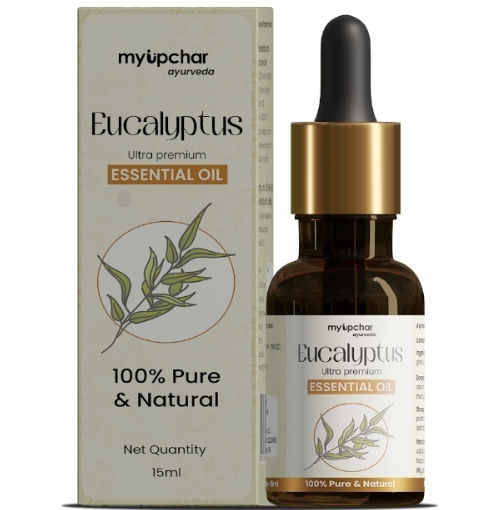 myUpchar
ayurveda
Eucalyptus
Ultra premium
ESSENTIAL OIL
100% Pure
& Natural
Net Quantity
15ml
myUpchar
ayurveda
Eucalyptus
Ultra premium
ESSENTIAL OIL
100% Pure & Natural